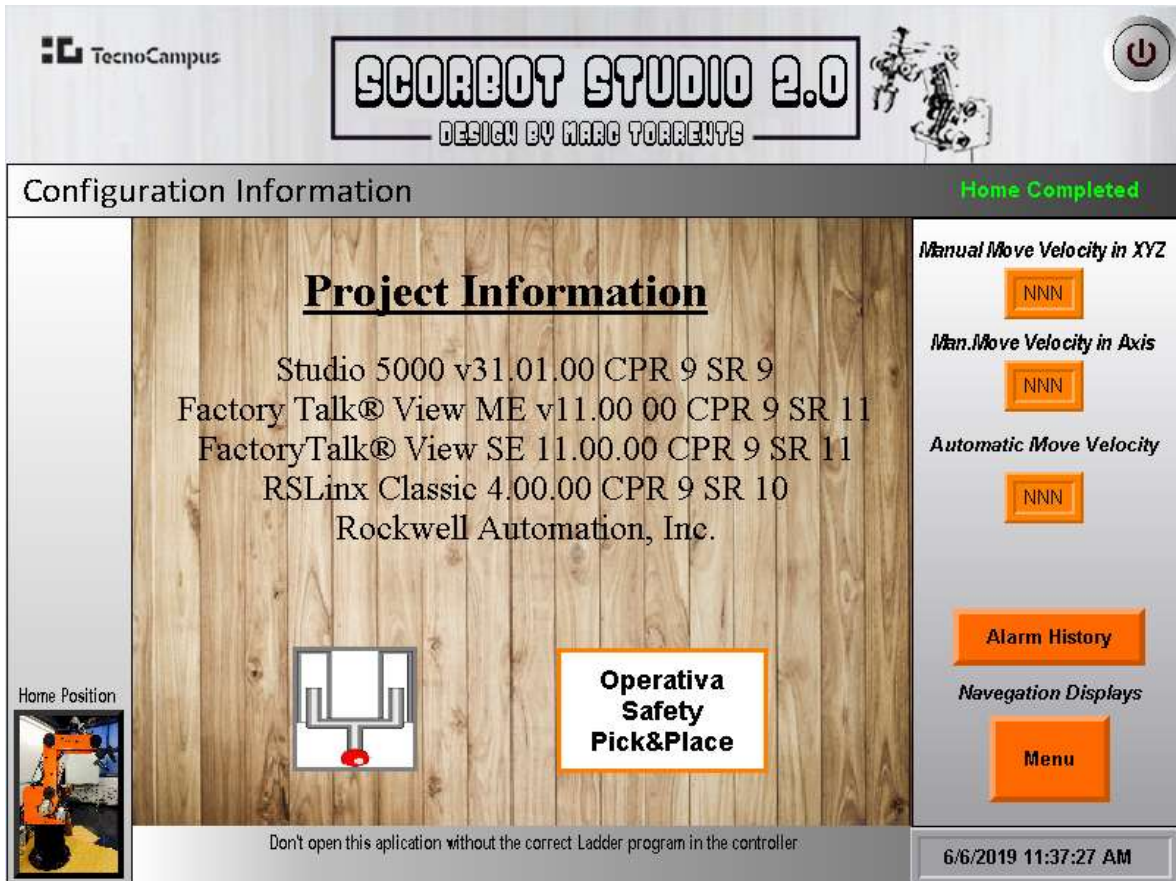 TecnoCampus
SCORBOT STUDIO 2.0
DESIGN BY MARC TORRENTS
Configuration Information
Home Completed
Project Information
Studio 5000 v31.01.00 CPR 9 SR 9
Factory Talk® View ME v11.00 00 CPR 9 SR 11
FactoryTalk® View SE 11.00.00 CPR 9 SR 11
RSLinx Classic 4.00.00 CPR 9 SR 10
Rockwell Automation, Inc.
Operativa
Safety
Pick&Place
Home Position
Manual Move Velocity in XYZ
NNN
Man.Move Velocity in Axis
NNN
Automatic Move Velocity
NNN
Alarm History
Navegation Displays
Menu
Don't open this aplication without the correct Ladder program in the controller
6/6/2019 11:37:27 AM